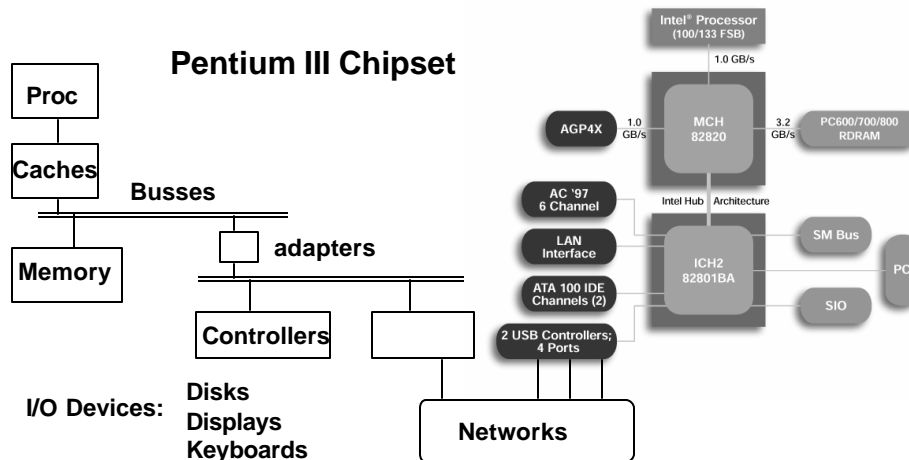 Pentium III Chipset
Proc
Caches
Busses
Memory
adapters
Controllers
I/O Devices:
Disks
Displays
Keyboards
Networks
Intel® Processor
(100/133 FSB)
1.0 GB/s
AGP4X
1.0
GB/s
MCH
82820
3.2
GB/s
PC600/700/800
RDRAM
Intel Hub Architecture
AC '97
6 Channel
LAN
Interface
ATA 100 IDE
Channels (2)
2 USB Controllers;
4 Ports
ICH2
82801BA
SM Bus
PC
SIO